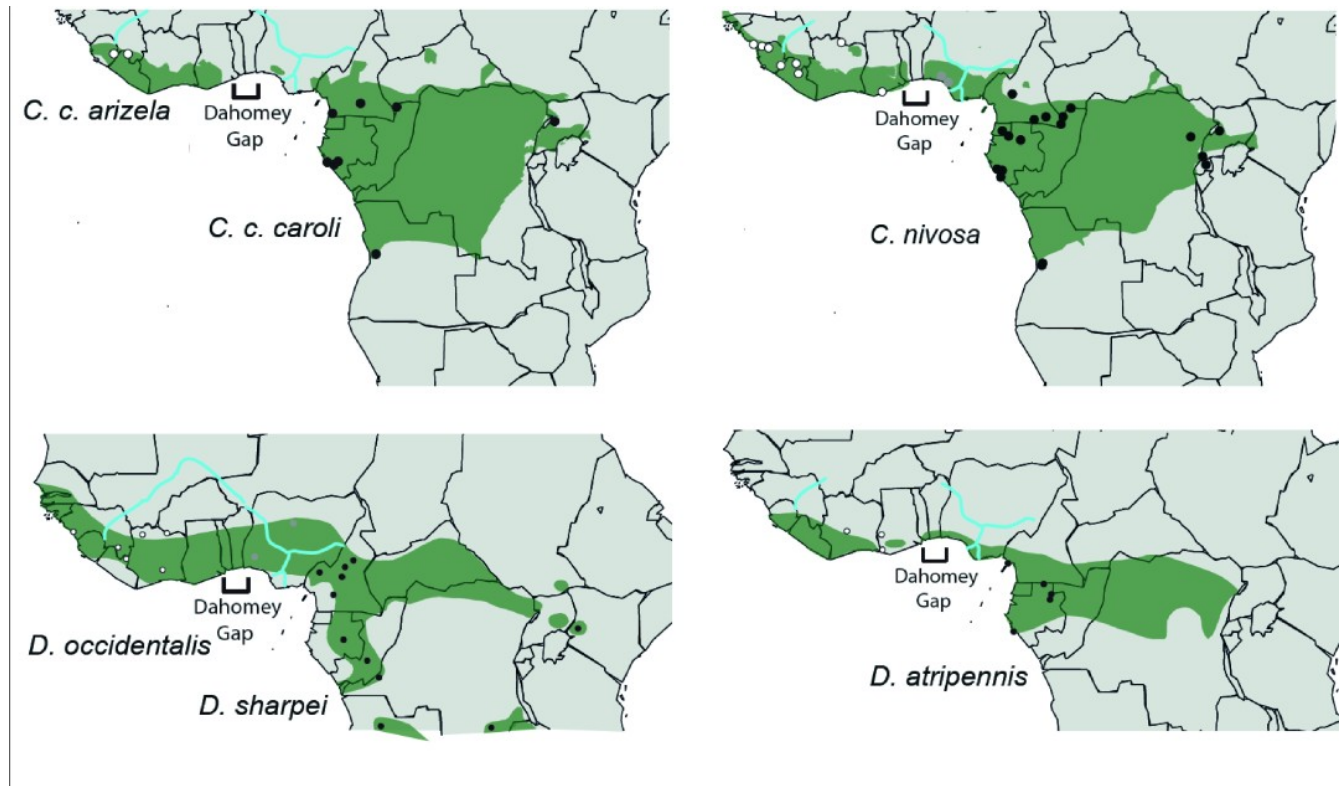 C. c. arizela
Dahomey
Gap
C. c. caroli
Dahomey
Gap
C. nivosa
Dahomey
Gap
D. occidentalis
D. sharpei
Dahomey
Gap
D. atripennis